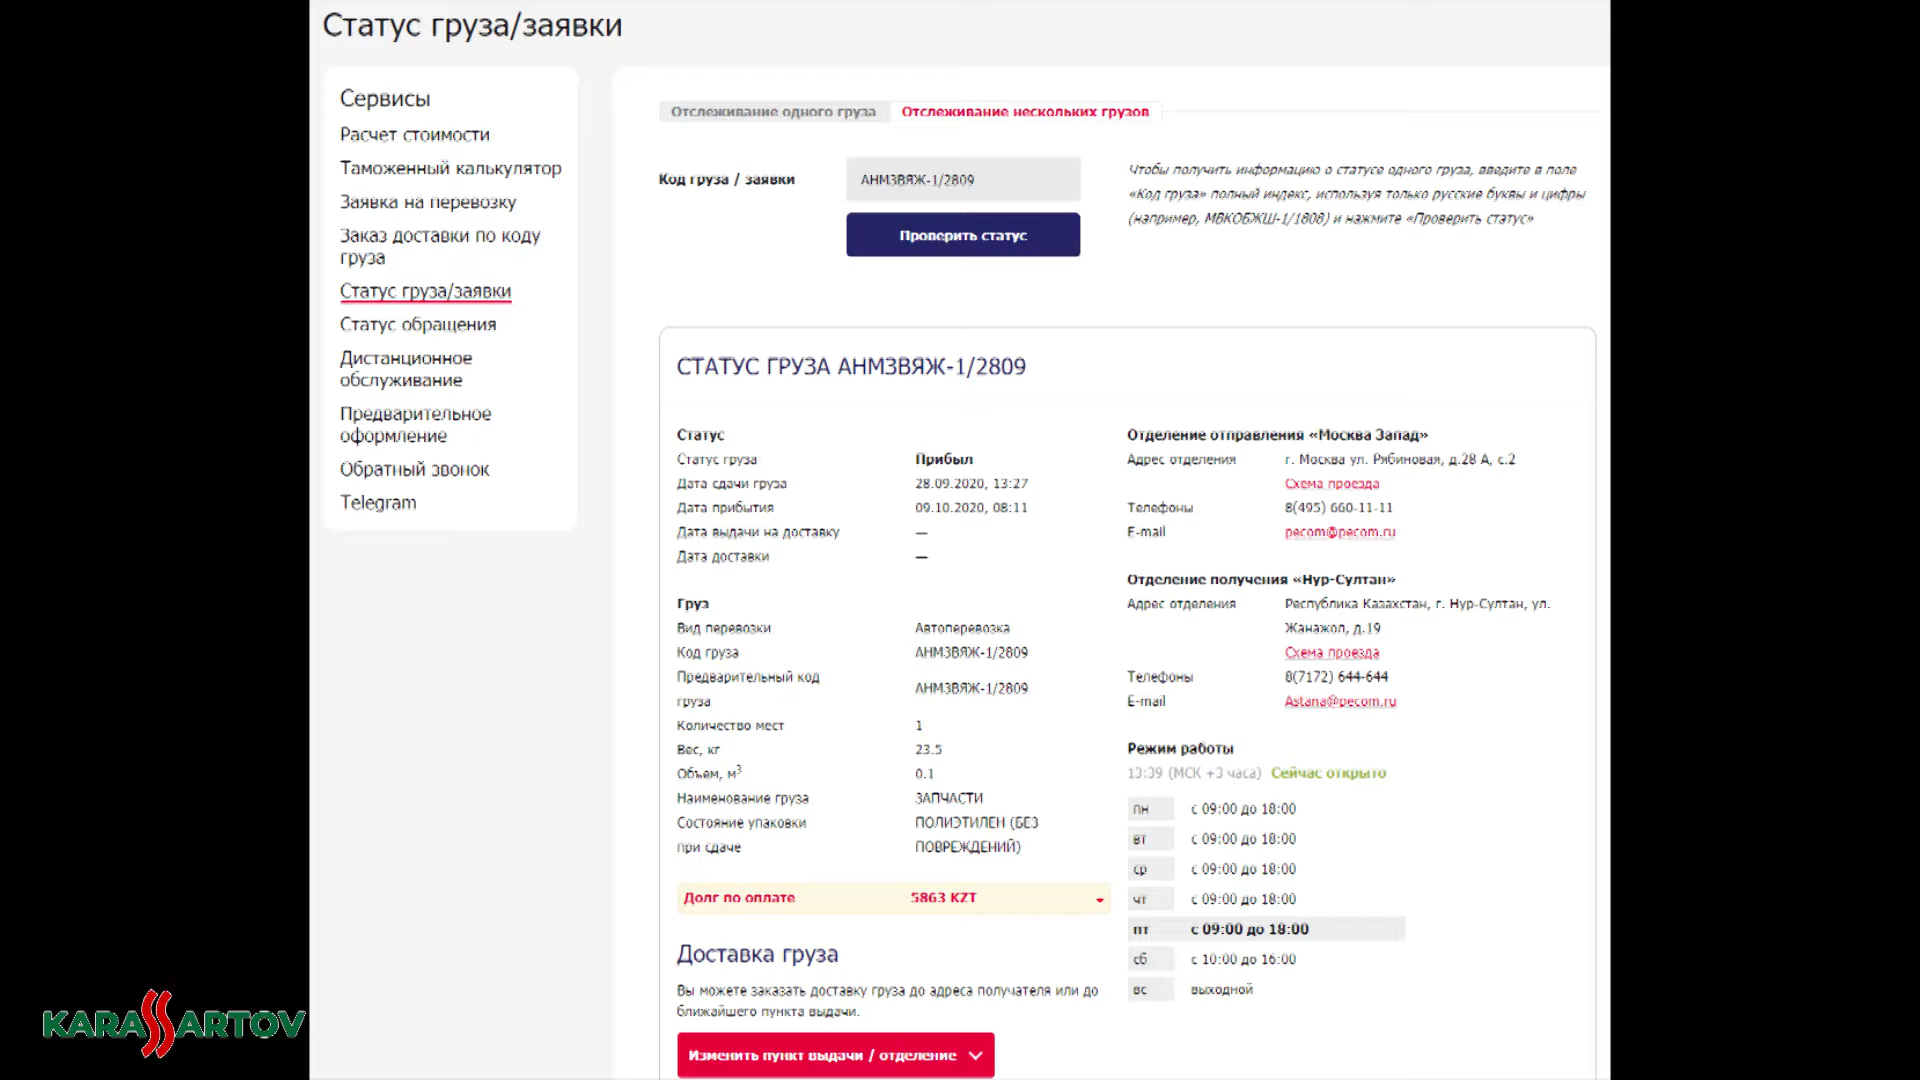 Статус груза/заявки
Сервисы
Расчет стоимости
Таможенный калькулятор
Заявка на перевозку
Заказ доставки по коду
груза
Статус груза/заявки
Статус обращения
Дистанционное
обслуживание
Предварительное
оформление
Обратный звонок
Telegram
Отслеживание одного груза
Отслеживание нескольких грузов
Код груза / заявки
АНМЗВЯЖ-1/2809
Проверить статус
Чтобы получить информацию о статусе одного груза, введите в поле
«Код груза» полный индекс, используя только русские буквы и цифры
(например, МВКОБЖШ-1/1808) и нажмите «Проверить статус»
СТАТУС ГРУЗА АНМЗВЯЖ-1/2809
Статус
Статус груза Прибыл
Дата сдачи груза 28.09.2020, 13:27
Дата прибытия 09.10.2020, 08:11
Дата выдачи на доставку —
Дата доставки —
Груз
Вид перевозки Автоперевозка
Код груза АНМЗВЯЖ-1/2809
Предварительный код
груза
АНМЗВЯЖ-1/2809
Количество мест 1
Вес, кг 23.5
Объем, м³ 0.1
Наименование груза ЗАПЧАСТИ
Состояние упаковки
при сдаче
ПОЛИЭТИЛЕН (БЕЗ
ПОВРЕЖДЕНИЙ)
Долг по оплате 5863 KZT
Доставка груза
Вы можете заказать доставку груза до адреса получателя или до
ближайшего пункта выдачи.
Изменить пункт выдачи / отделение
Отделение отправления «Москва Запад»
Адрес отделения г. Москва ул. Рябиновая, д.28 А, с.2
Схема проезда
Телефоны 8(495) 660-11-11
E-mail pecom@pecom.ru
Отделение получения «Нур-Султан»
Адрес отделения Республика Казахстан, г. Нур-Султан, ул.
Жанажол, д.19
Схема проезда
Телефоны 8(7172) 644-644
E-mail Astana@pecom.ru
Режим работы
13:39 (МСК +3 часа) Сейчас открыто
пн с 09:00 до 18:00
вт с 09:00 до 18:00
ср с 09:00 до 18:00
чт с 09:00 до 18:00
пт с 09:00 до 18:00
сб с 10:00 до 16:00
вс выходной
KARASSARTOV